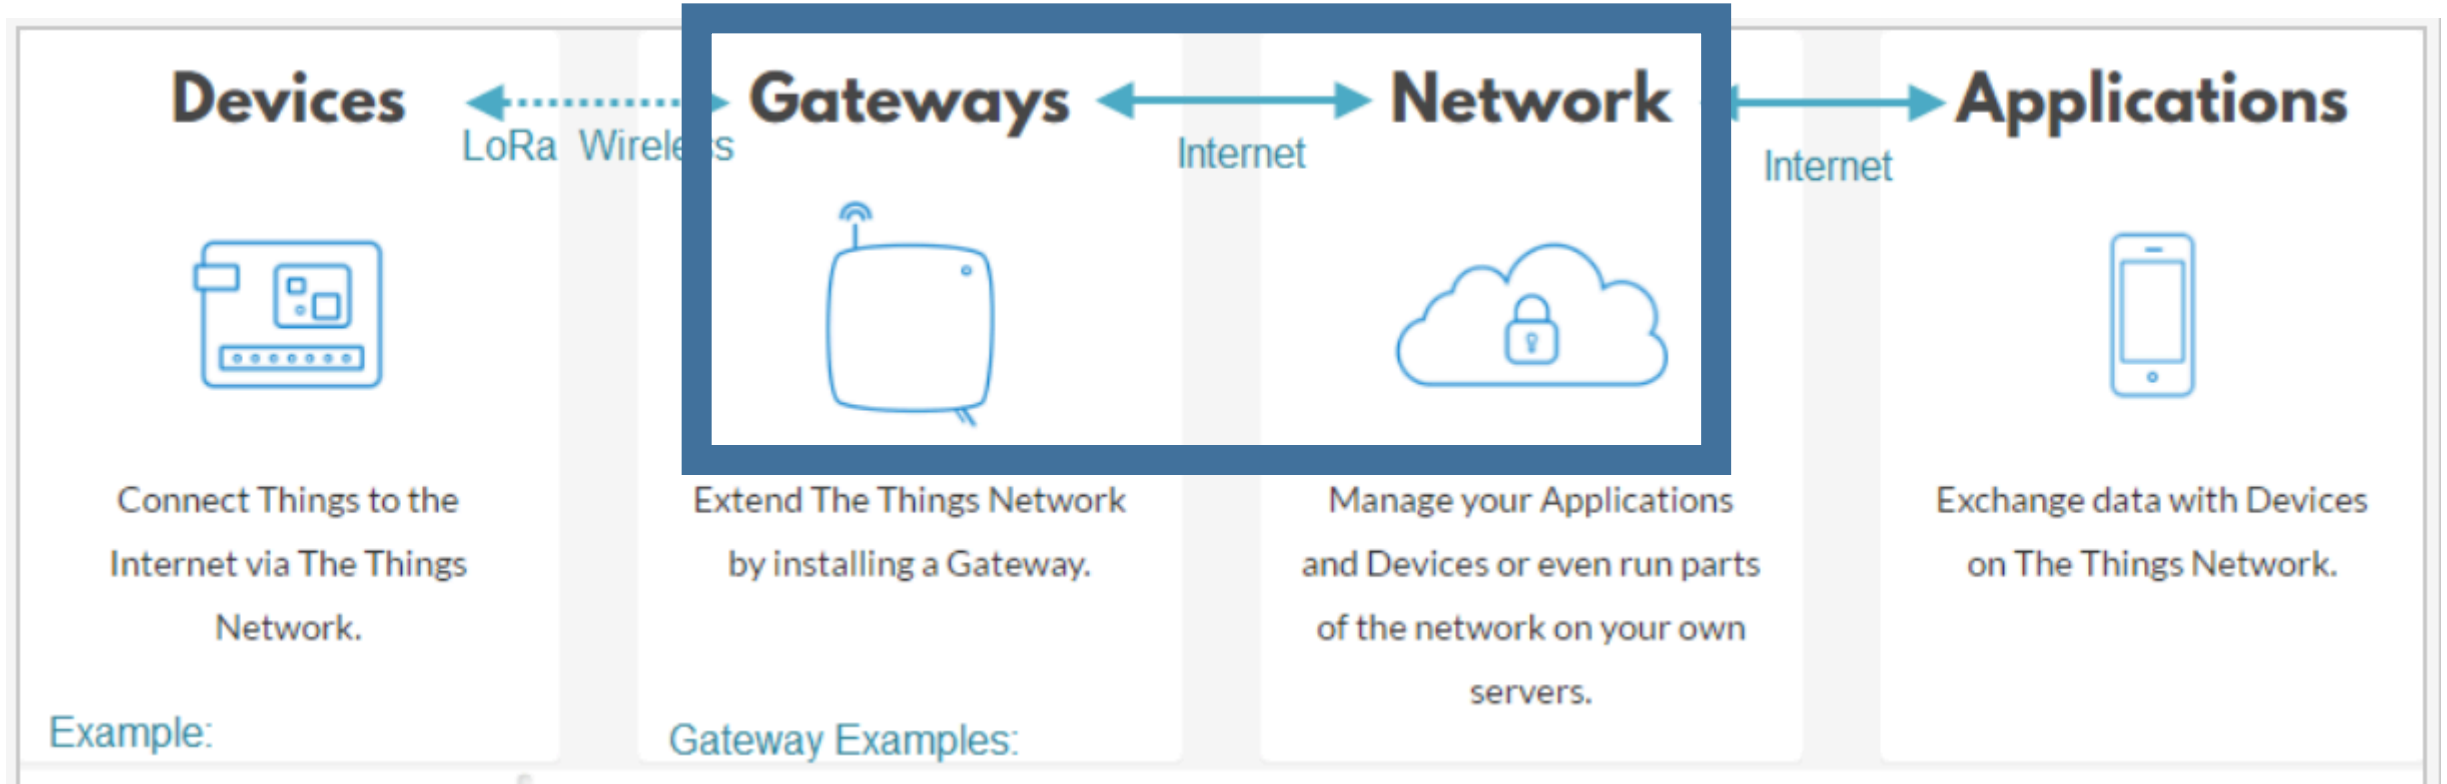 Devices
LoRa Wireless
Connect Things to the
Internet via The Things
Network.
Example:
Gateways
Internet
Extend The Things Network
by installing a Gateway.
Gateway Examples:
Network
Internet
Manage your Applications
and Devices or even run parts
of the network on your own
servers.
Applications
Exchange data with Devices
on The Things Network.